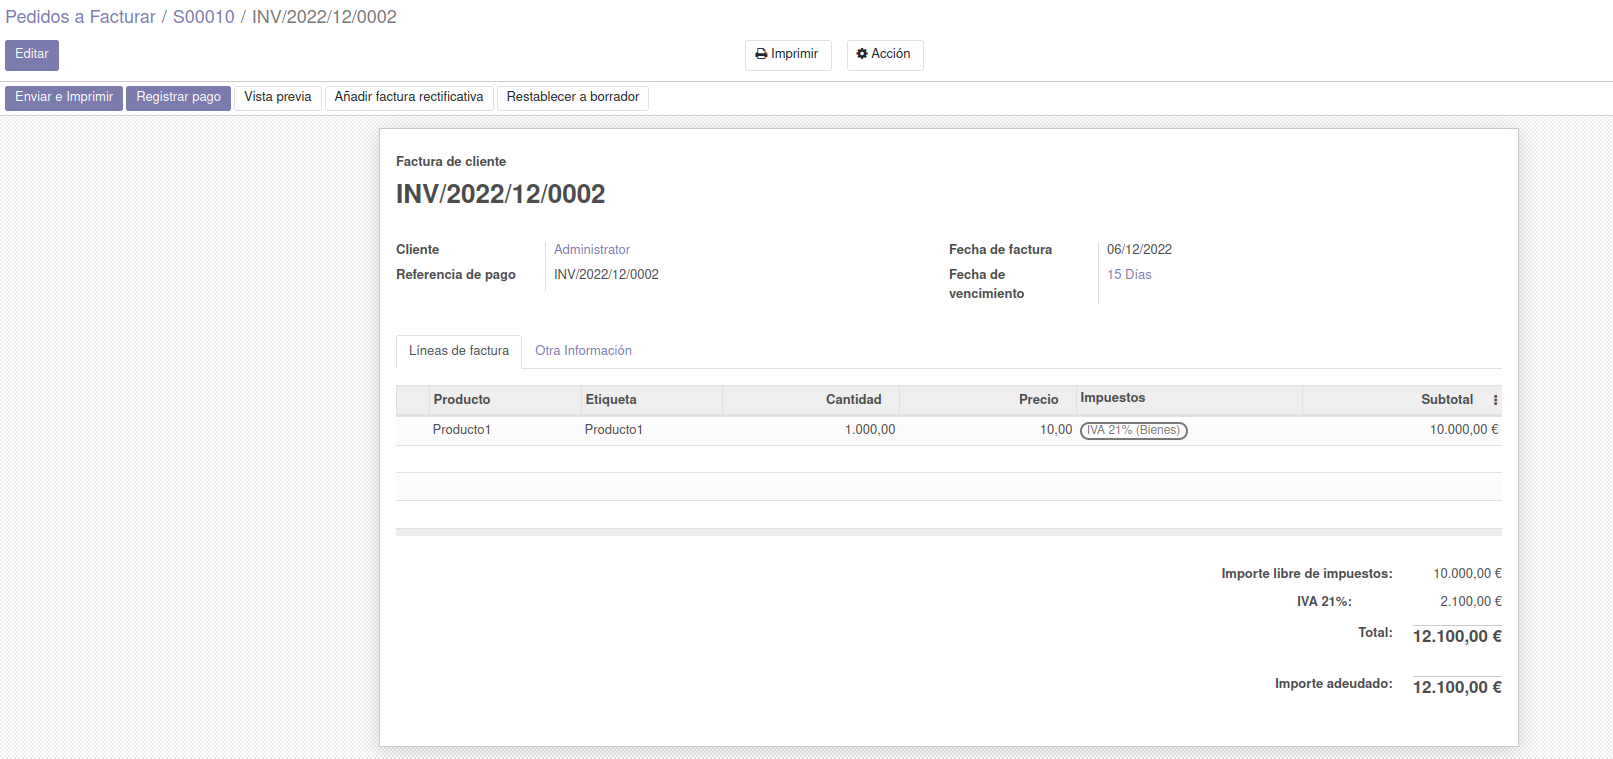 Pedidos a Facturar / S00010 / INV/2022/12/0002
Editar
Imprimir
Acción
Enviar e Imprimir
Registrar pago
Vista previa
Añadir factura rectificativa
Restablecer a borrador
Factura de cliente
INV/2022/12/0002
Cliente Administrator
Referencia de pago INV/2022/12/0002
Fecha de factura 06/12/2022
Fecha de 15 Días
vencimiento
Líneas de factura Otra Información
Producto Etiqueta Cantidad Precio Impuestos Subtotal
Producto1 Producto1 1.000,00 10,00 IVA 21% (Bienes) 10.000,00 €
Importe libre de impuestos: 10.000,00 €
IVA 21%: 2.100,00 €
Total: 12.100,00 €
Importe adeudado: 12.100,00 €